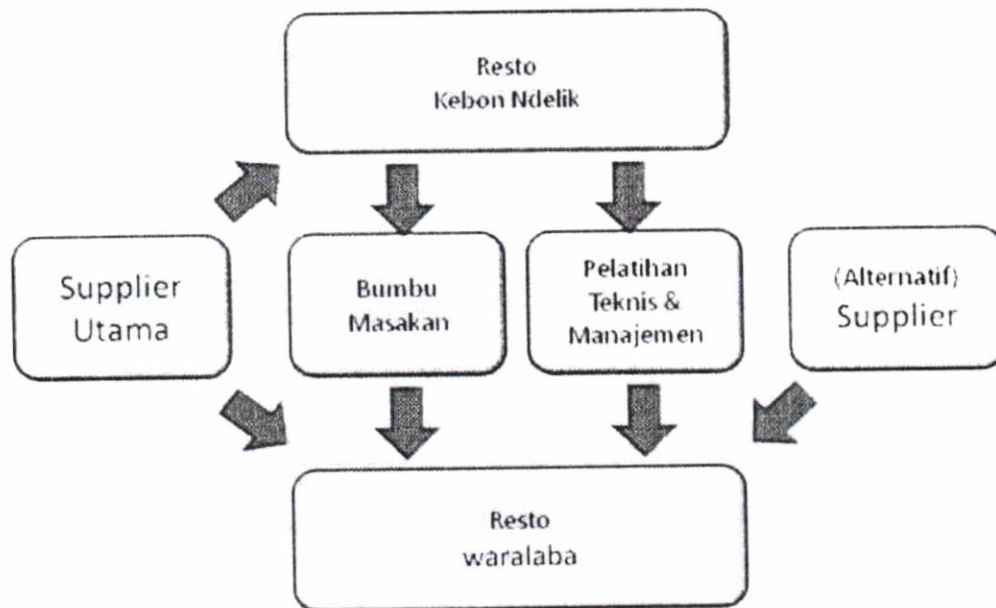 Resto
Kebon Ndelik
Supplier
Utama
Bumbu
Masakan
Pelatihan
Teknis &
Manajemen
(Alternatif)
Supplier
Resto
waralaba